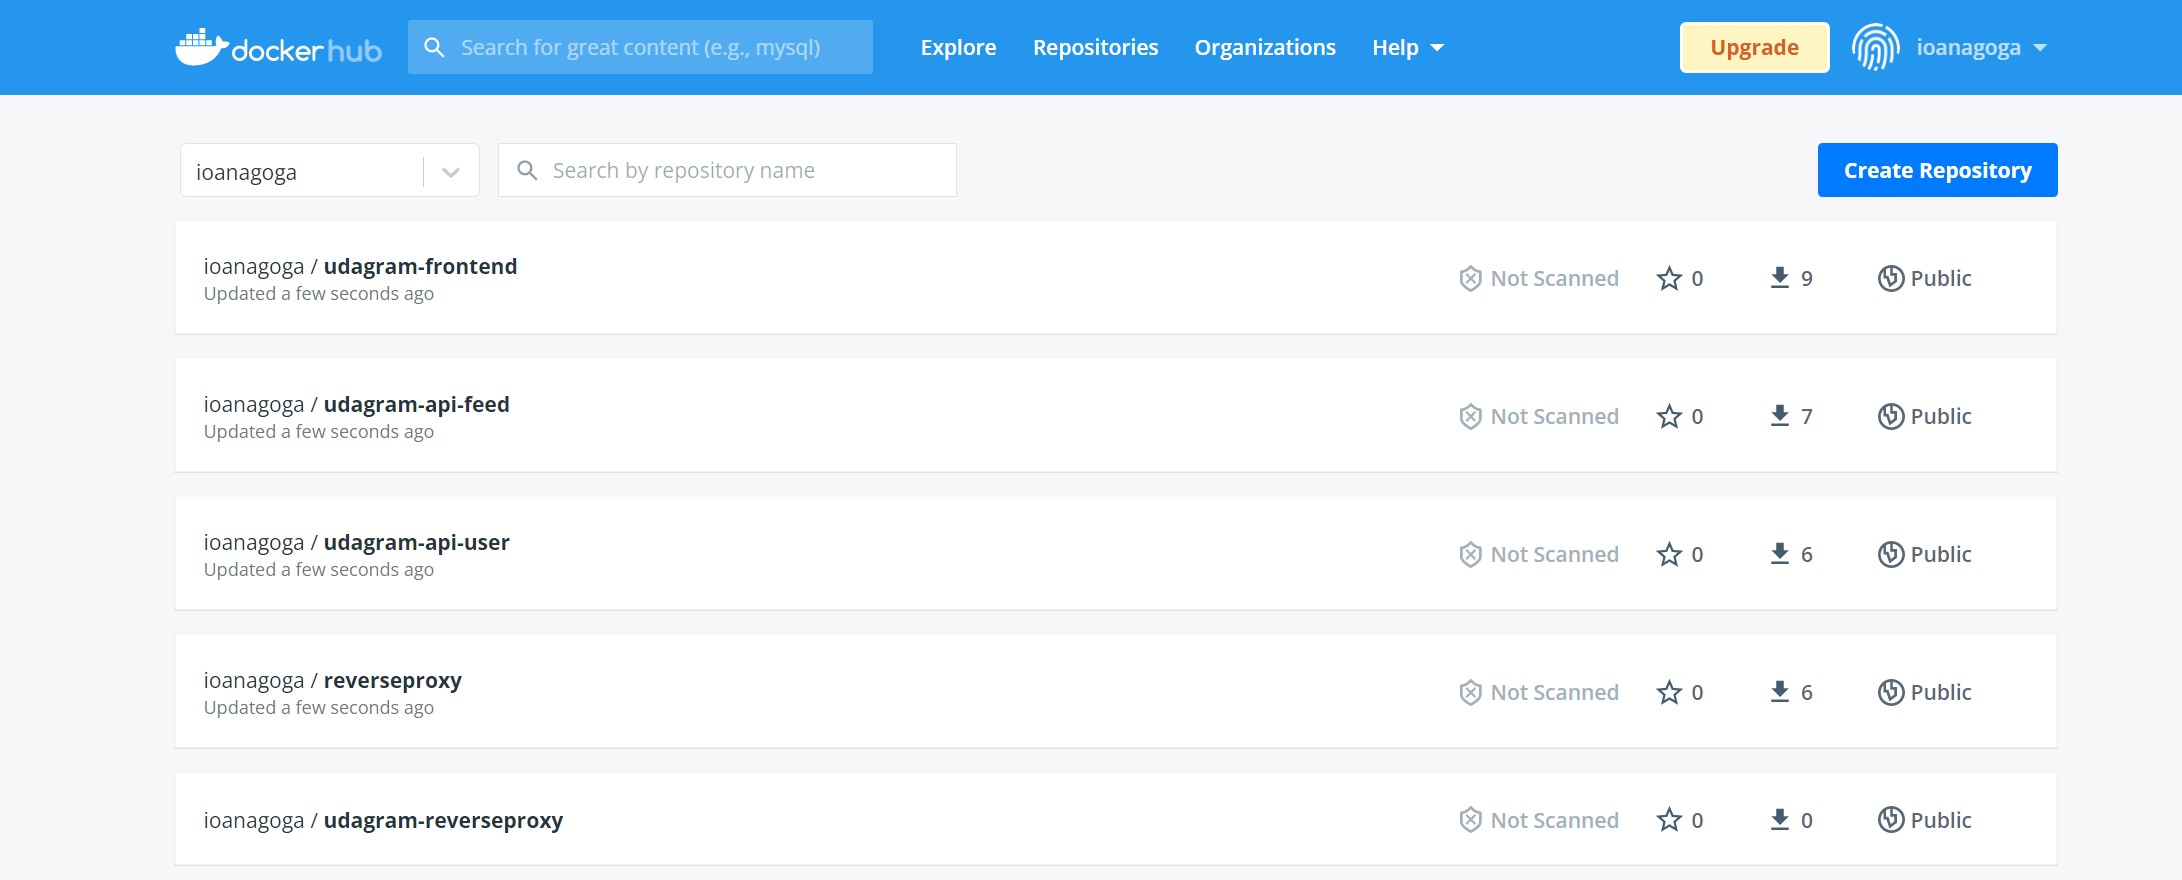 docker hub Search for great content (e.g., mysql) Explore Repositories Organizations Help Upgrade ioanagoga
ioanagoga Search by repository name Create Repository
ioanagoga / udagram-frontend Not Scanned 0 9 Public
Updated a few seconds ago
ioanagoga / udagram-api-feed Not Scanned 0 7 Public
Updated a few seconds ago
ioanagoga / udagram-api-user Not Scanned 0 6 Public
Updated a few seconds ago
ioanagoga / reverseproxy Not Scanned 0 6 Public
Updated a few seconds ago
ioanagoga / udagram-reverseproxy Not Scanned 0 0 Public